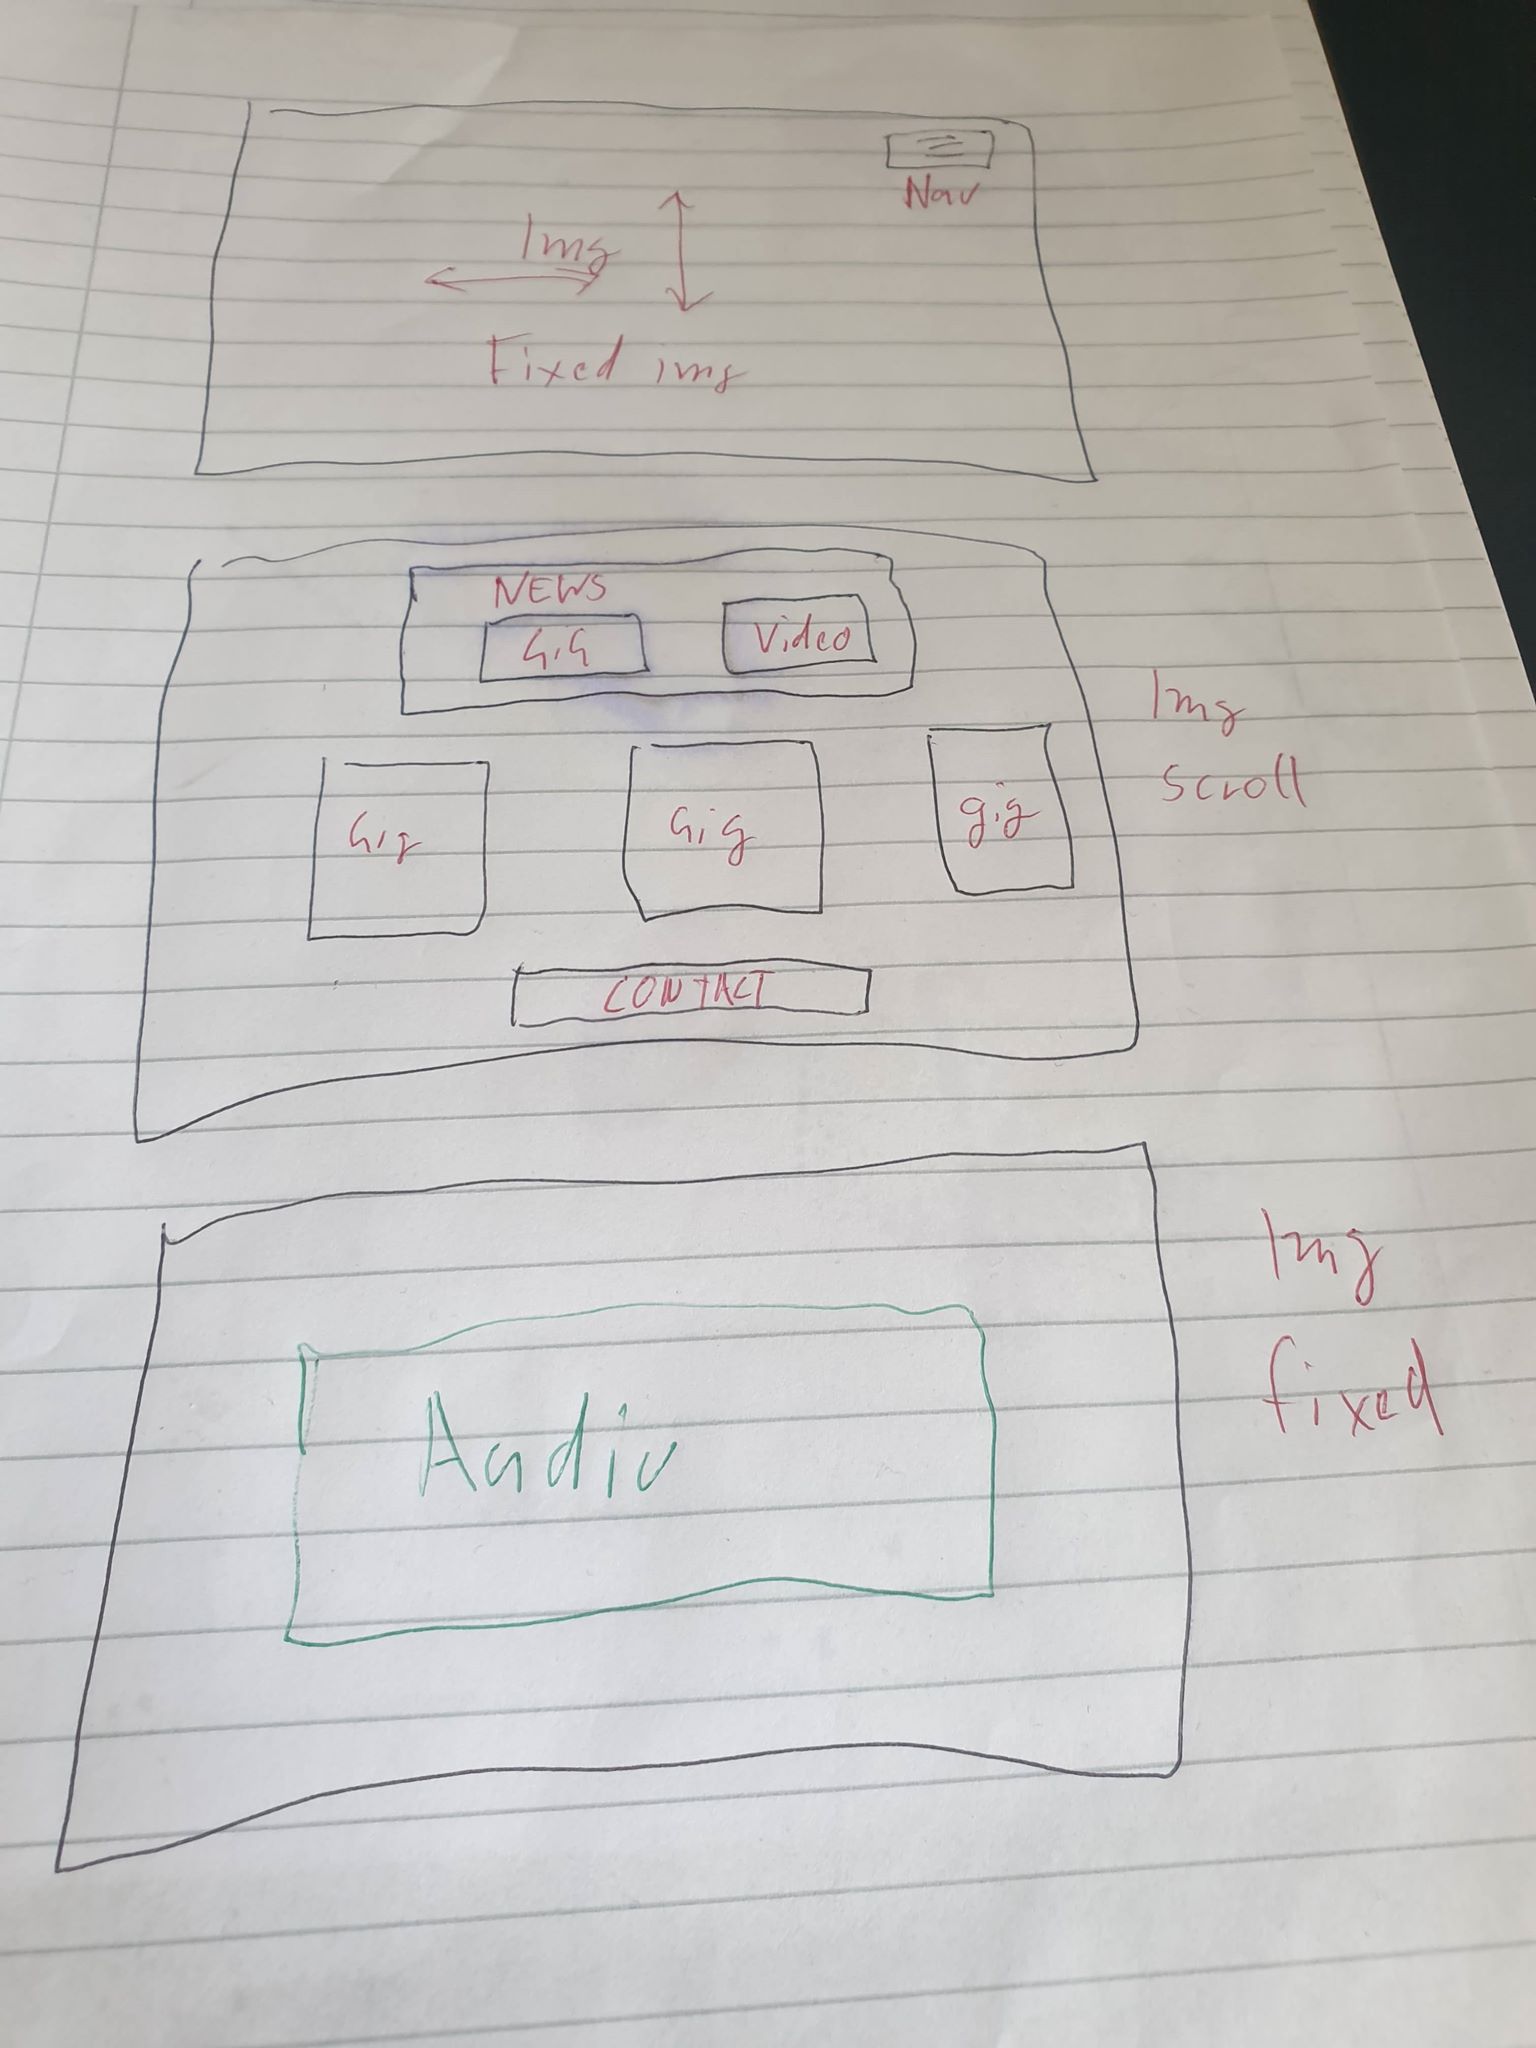 Nav
Img
Fixed img
NEWS
GiG
Video
Gig
Gig
gig
Img
scroll
CONTACT
Img
fixed
Audio